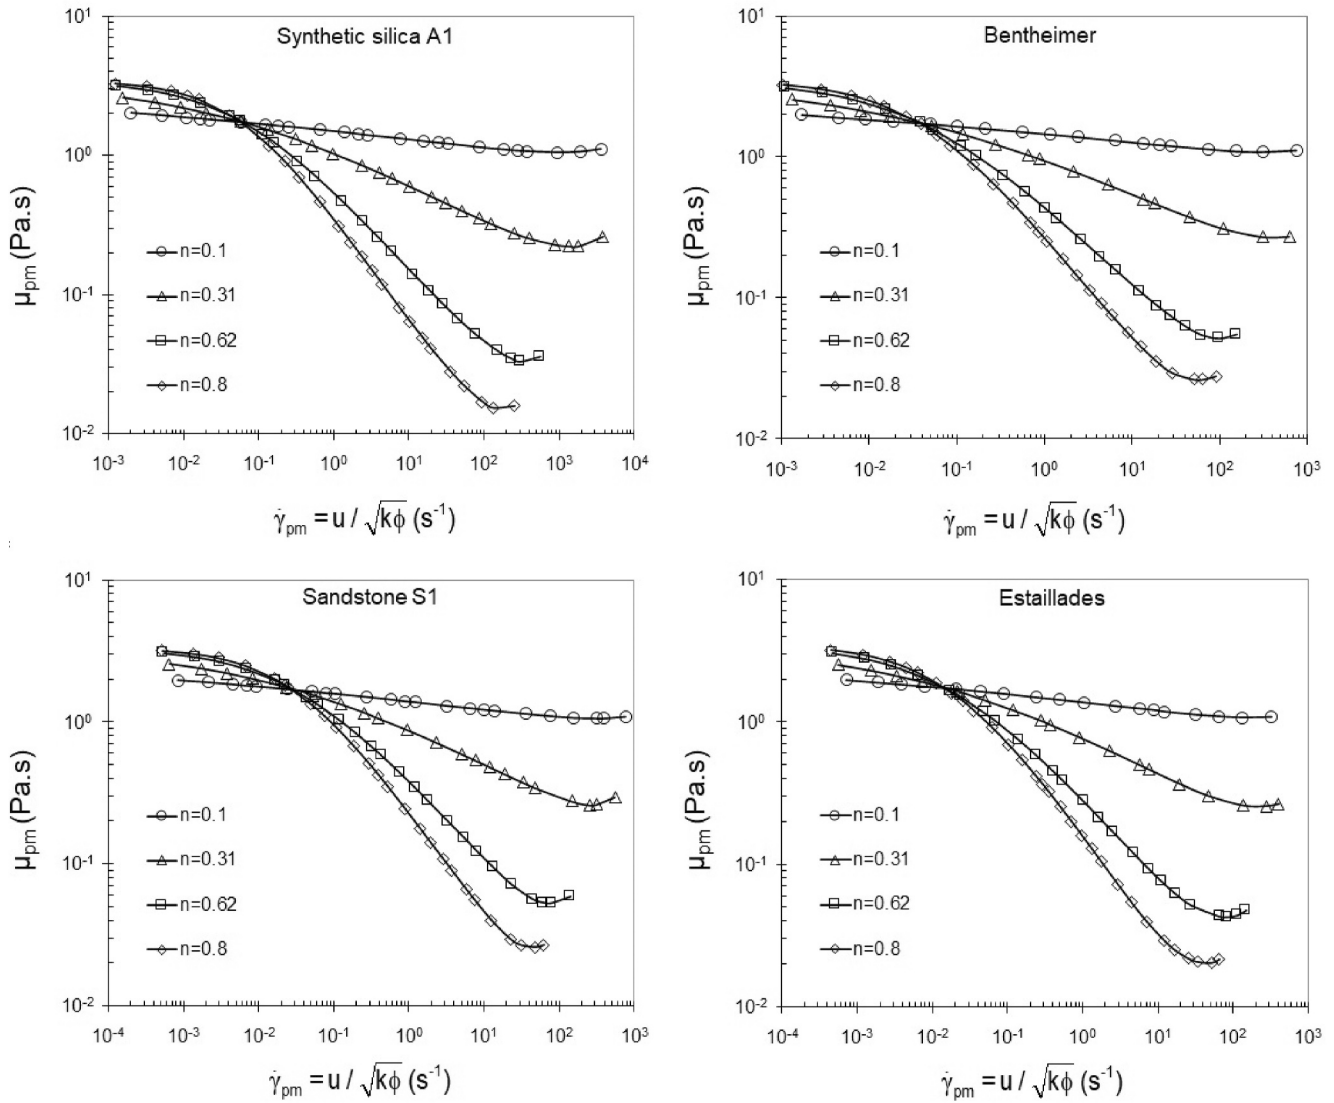 Synthetic silica A1
10¹
10⁰
10⁻¹
10⁻²
μpm (Pa.s)
n=0.1
n=0.31
n=0.62
n=0.8
10⁻³ 10⁻² 10⁻¹ 10⁰ 10¹ 10² 10³ 10⁴
γ̇pm = u / √kϕ (s⁻¹)
Bentheimer
10¹
10⁰
10⁻¹
10⁻²
μpm (Pa.s)
n=0.1
n=0.31
n=0.62
n=0.8
10⁻³ 10⁻² 10⁻¹ 10⁰ 10¹ 10² 10³
γ̇pm = u / √kϕ (s⁻¹)
Sandstone S1
10¹
10⁰
10⁻¹
10⁻²
μpm (Pa.s)
n=0.1
n=0.31
n=0.62
n=0.8
10⁻⁴ 10⁻³ 10⁻² 10⁻¹ 10⁰ 10¹ 10² 10³
γ̇pm = u / √kϕ (s⁻¹)
Estaillades
10¹
10⁰
10⁻¹
10⁻²
μpm (Pa.s)
n=0.1
n=0.31
n=0.62
n=0.8
10⁻⁴ 10⁻³ 10⁻² 10⁻¹ 10⁰ 10¹ 10² 10³
γ̇pm = u / √kϕ (s⁻¹)